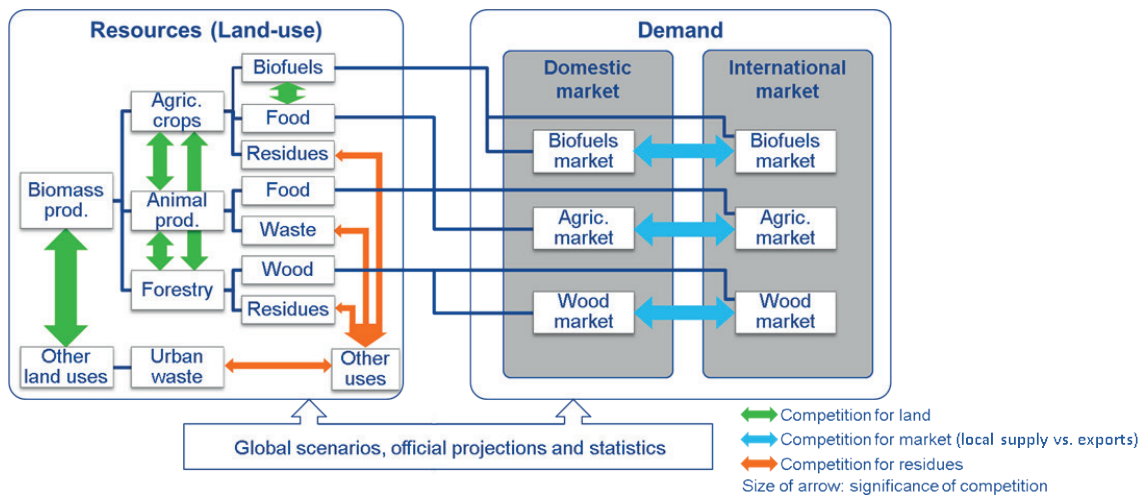 Resources (Land-use)
Biofuels
Agric.
crops
Food
Residues
Biomass
prod.
Animal
prod.
Food
Waste
Forestry
Wood
Residues
Other
land uses
Urban
waste
Other
uses
Demand
Domestic
market
International
market
Biofuels
market
Biofuels
market
Agric.
market
Agric.
market
Wood
market
Wood
market
Global scenarios, official projections and statistics
Competition for land
Competition for market (local supply vs. exports)
Competition for residues
Size of arrow: significance of competition